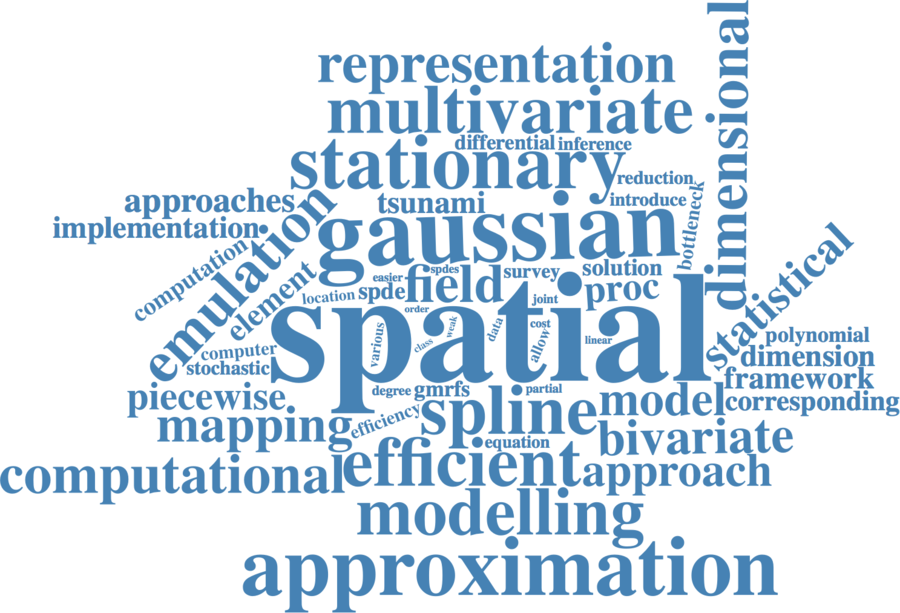 dimensional
representation
multivariate
differential
inference
stationary
reduction
approaches
tsunami
introduce
implementation
gaussian
bottleneck
emulation
computation
element
easier
spdes
survey
solution
statistical
location
spde
field
proc
joint
order
spatial
various
class
weak
data
cost
allow
linear
polynomial
computer
stochastic
dimension
framework
degree
gmrfs
partial
piecewise
efficiency
spline
model
corresponding
mapping
equation
bivariate
computational
efficient
approach
modelling
approximation